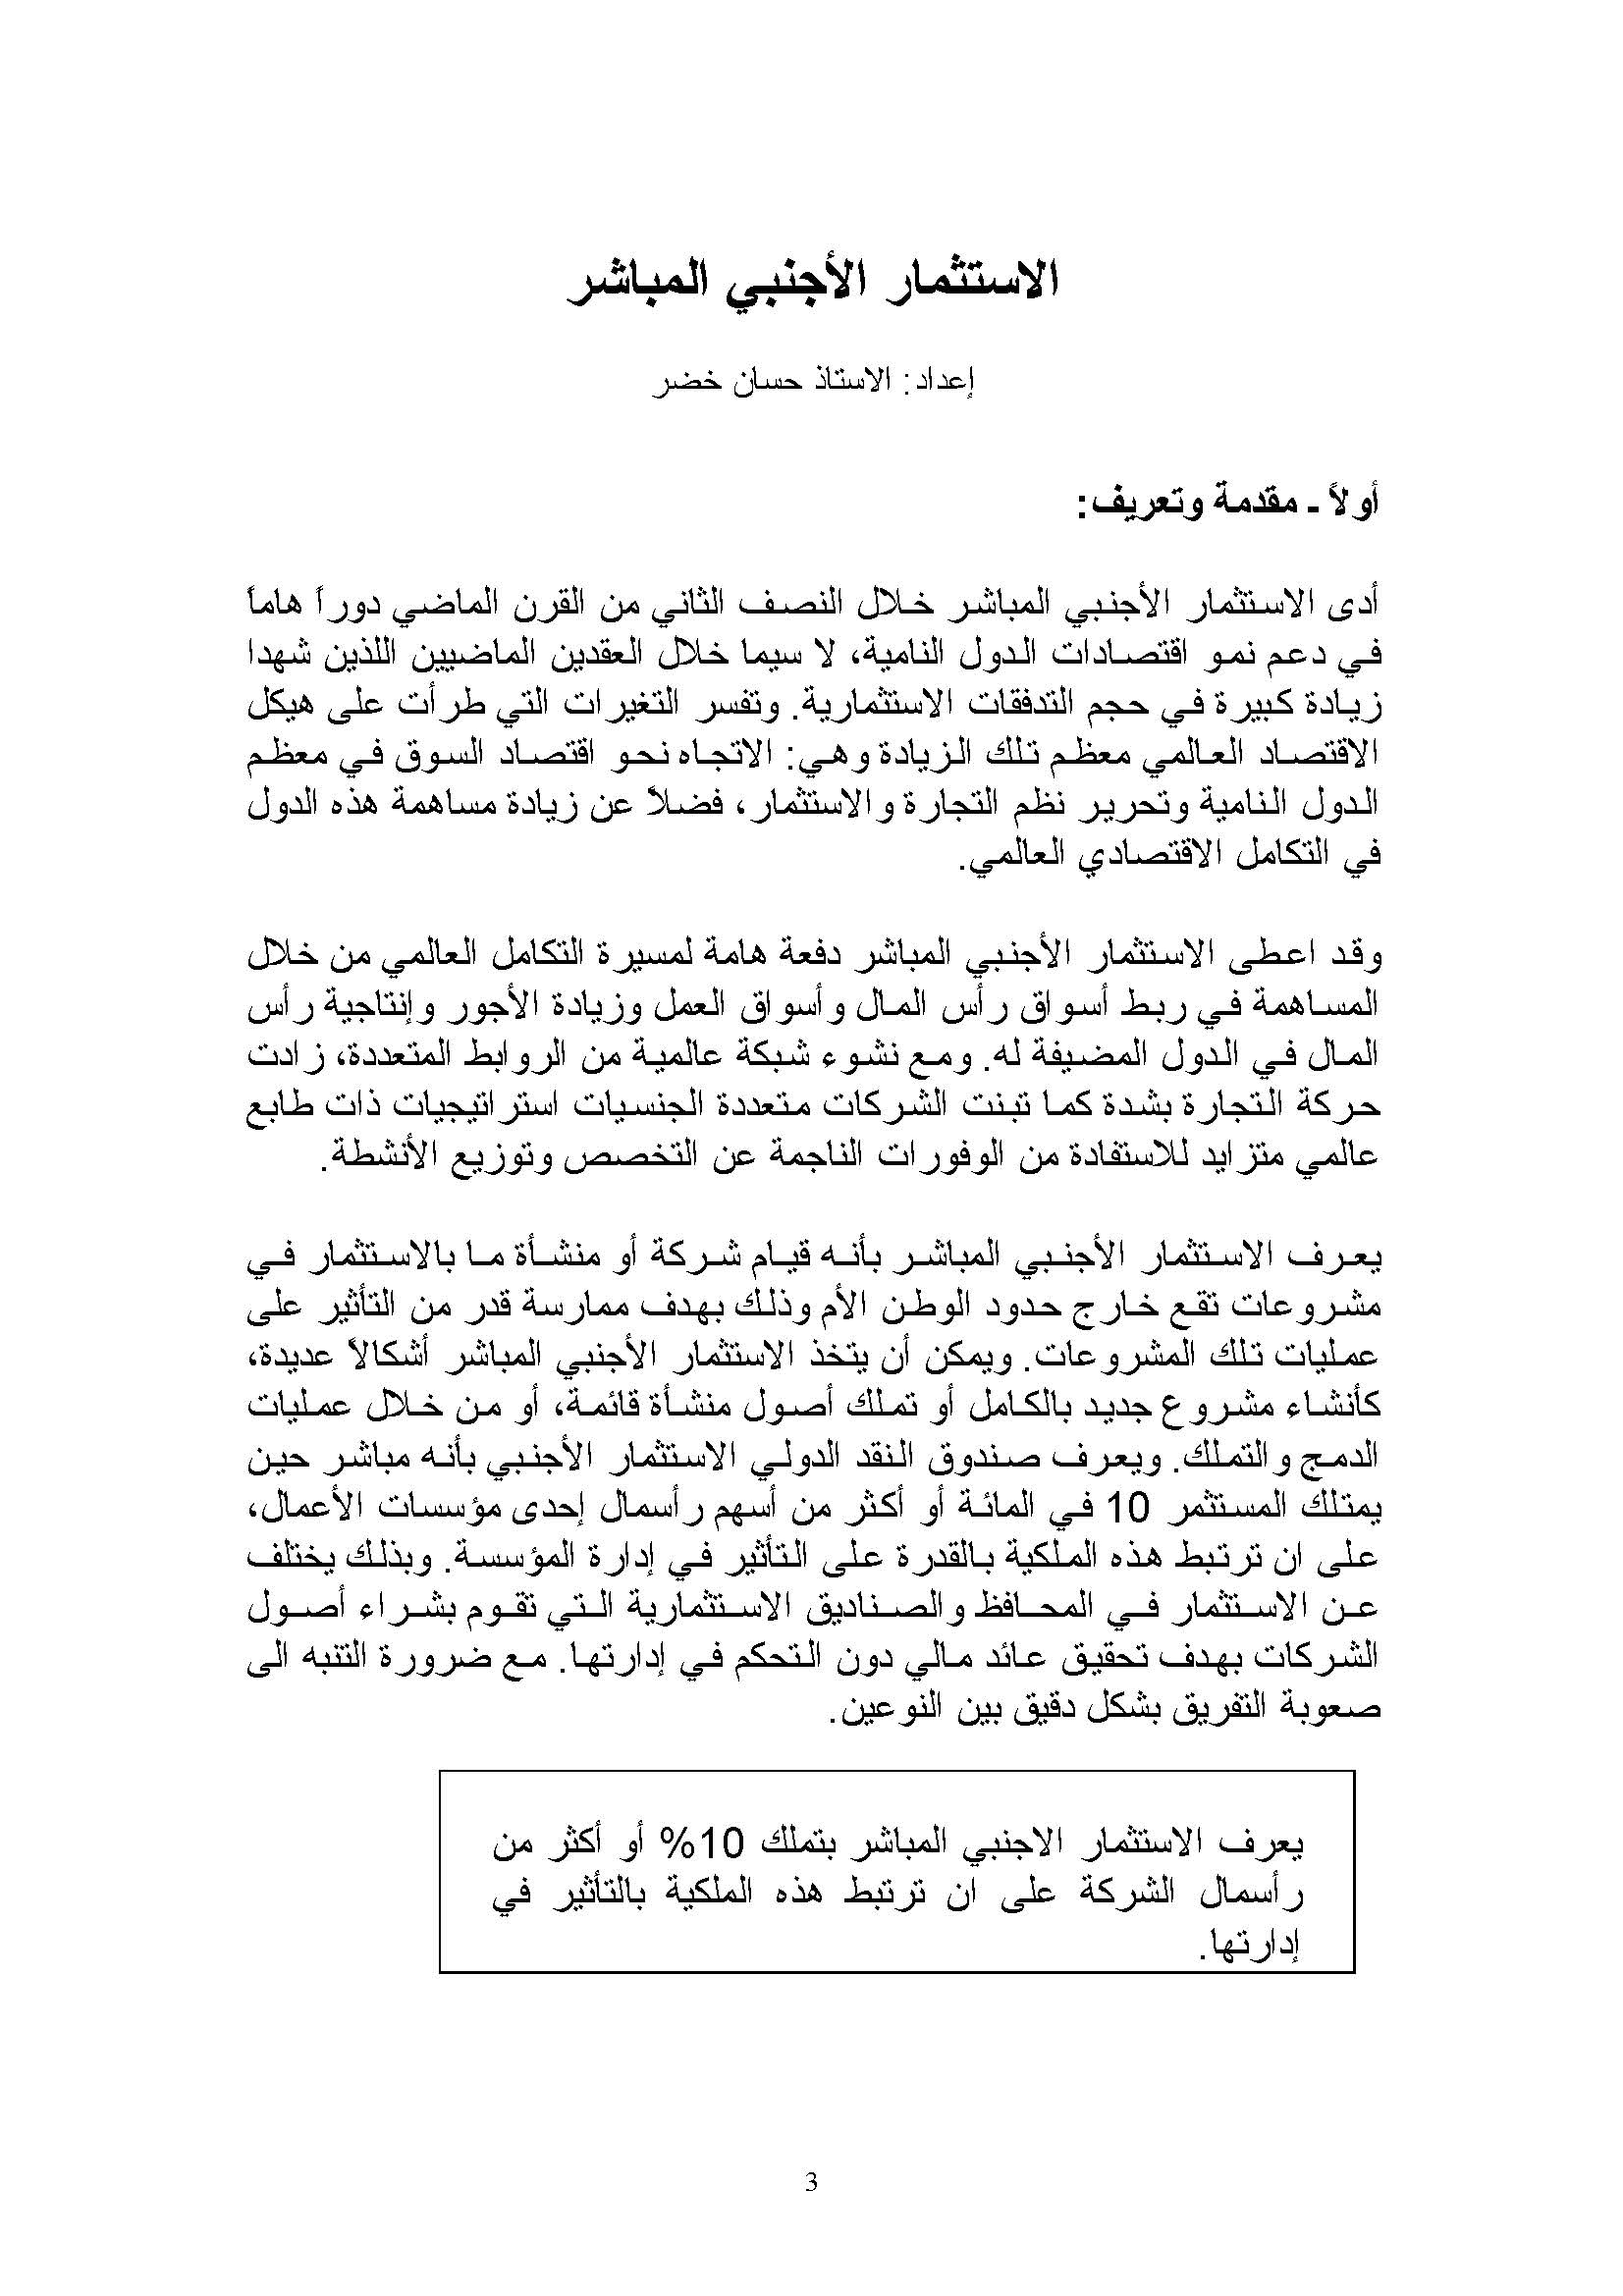 الاستثمار الأجنبي المباشر
إعداد: الاستاذ حسان خضر
أولاً ـ مقدمة وتعريف:
أدى الاستثمار الأجنبي المباشر خلال النصف الثاني من القرن الماضي دوراً هاماً
في دعم نمو اقتصادات الدول النامية، لا سيما خلال العقدين الماضيين اللذين شهدا
زيادة كبيرة في حجم التدفقات الاستثمارية. وتفسر التغيرات التي طرأت على هيكل
الاقتصاد العالمي معظم تلك الزيادة وهي: الاتجاه نحو اقتصاد السوق في معظم
الدول النامية وتحرير نظم التجارة والاستثمار، فضلاً عن زيادة مساهمة هذه الدول
في التكامل الاقتصادي العالمي.
وقد اعطى الاستثمار الأجنبي المباشر دفعة هامة لمسيرة التكامل العالمي من خلال
المساهمة في ربط أسواق رأس المال وأسواق العمل وزيادة الأجور وإنتاجية رأس
المال في الدول المضيفة له. ومع نشوء شبكة عالمية من الروابط المتعددة، زادت
حركة التجارة بشدة كما تبنت الشركات متعددة الجنسيات استراتيجيات ذات طابع
عالمي متزايد للاستفادة من الوفورات الناجمة عن التخصص وتوزيع الأنشطة.
يعرف الاستثمار الأجنبي المباشر بأنه قيام شركة أو منشأة ما بالاستثمار في
مشروعات تقع خارج حدود الوطن الأم وذلك بهدف ممارسة قدر من التأثير على
عمليات تلك المشروعات. ويمكن أن يتخذ الاستثمار الأجنبي المباشر أشكالاً عديدة،
كأنشاء مشروع جديد بالكامل أو تملك أصول منشأة قائمة، أو من خلال عمليات
الدمج والتملك. ويعرف صندوق النقد الدولي الاستثمار الأجنبي بأنه مباشر حين
يمتلك المستثمر 10 في المائة أو أكثر من أسهم رأسمال إحدى مؤسسات الأعمال،
على ان ترتبط هذه الملكية بالقدرة على التأثير في إدارة المؤسسة. وبذلك يختلف
عن الاستثمار في المحافظ والصناديق الاستثمارية التي تقوم بشراء أصول
الشركات بهدف تحقيق عائد مالي دون التحكم في إدارتها. مع ضرورة التنبه الى
صعوبة التفريق بشكل دقيق بين النوعين.
يعرف الاستثمار الاجنبي المباشر بتملك 10% أو أكثر من
رأسمال الشركة على ان ترتبط هذه الملكية بالتأثير في
إدارتها.
3